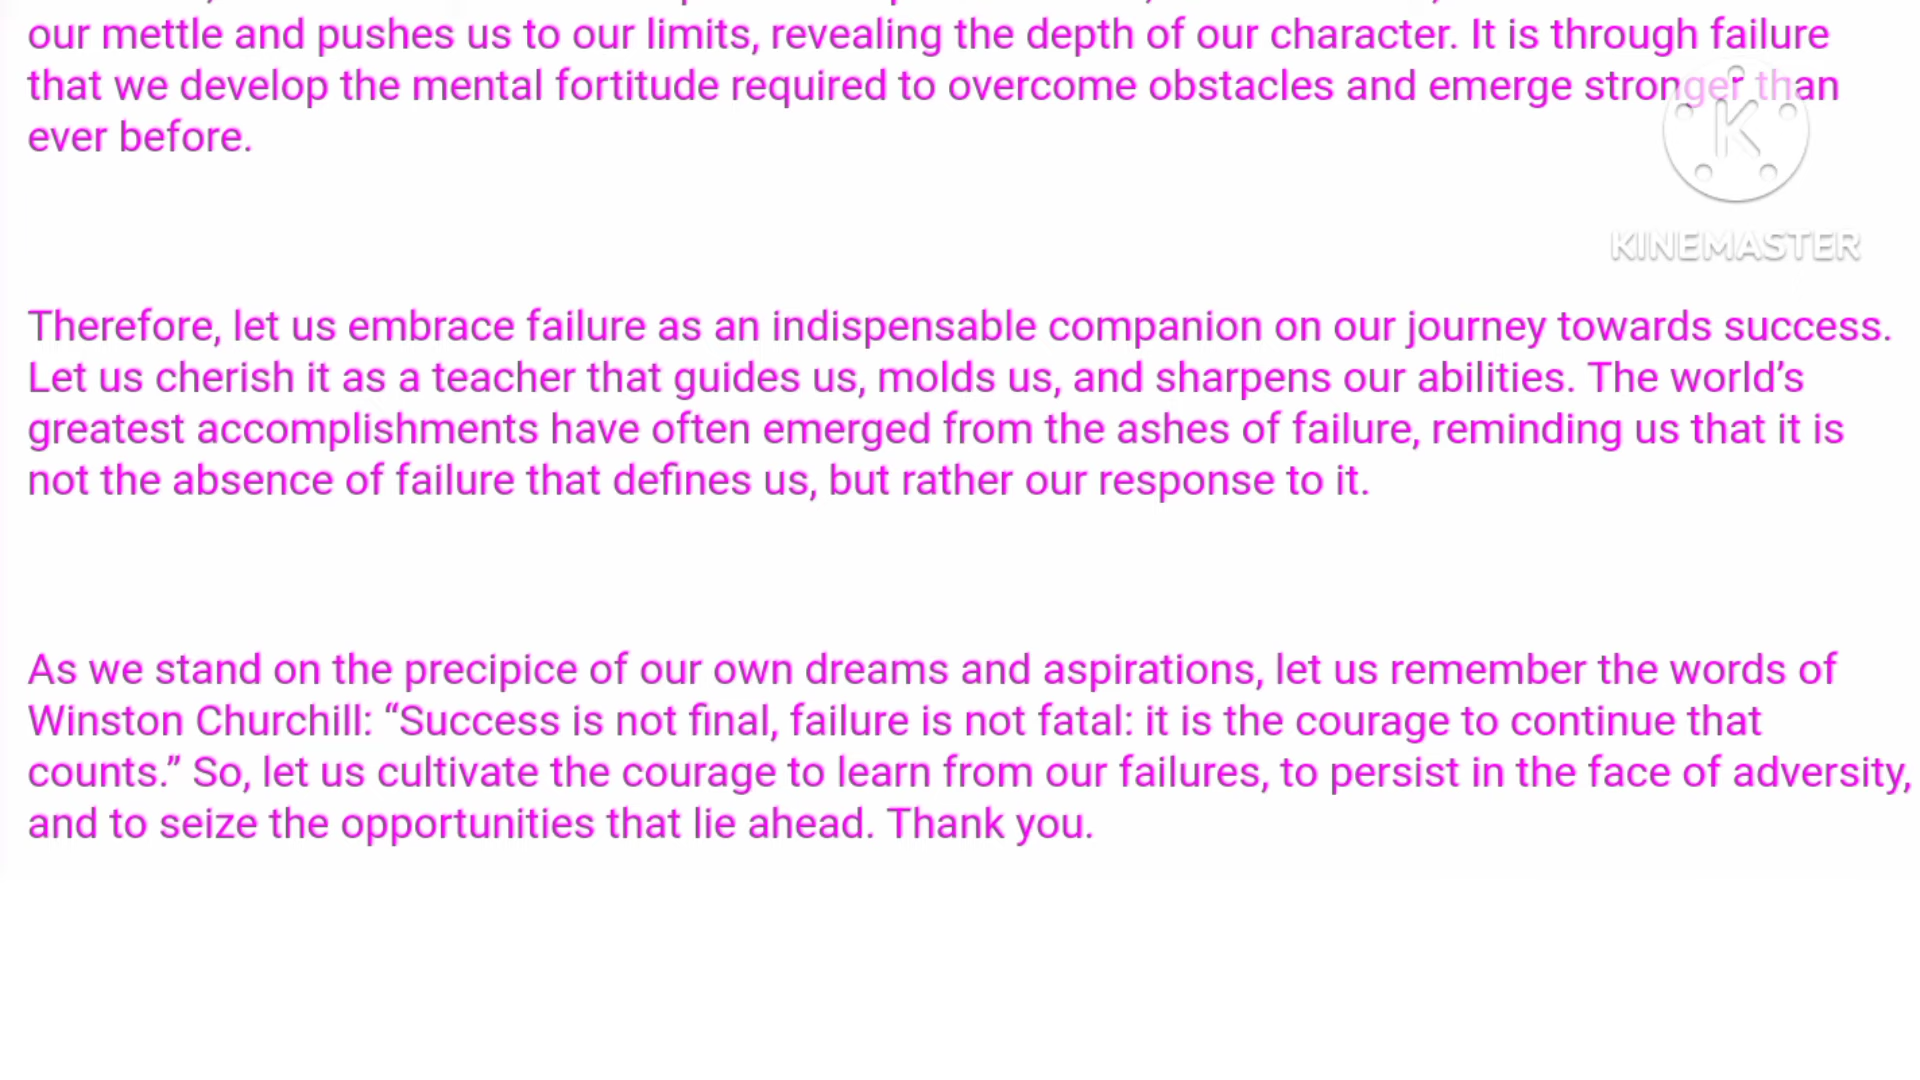 our mettle and pushes us to our limits, revealing the depth of our character. It is through failure
that we develop the mental fortitude required to overcome obstacles and emerge stronger than
ever before.
K
KINEMASTER
Therefore, let us embrace failure as an indispensable companion on our journey towards success.
Let us cherish it as a teacher that guides us, molds us, and sharpens our abilities. The world’s
greatest accomplishments have often emerged from the ashes of failure, reminding us that it is
not the absence of failure that defines us, but rather our response to it.
As we stand on the precipice of our own dreams and aspirations, let us remember the words of
Winston Churchill: “Success is not final, failure is not fatal: it is the courage to continue that
counts.” So, let us cultivate the courage to learn from our failures, to persist in the face of adversity,
and to seize the opportunities that lie ahead. Thank you.